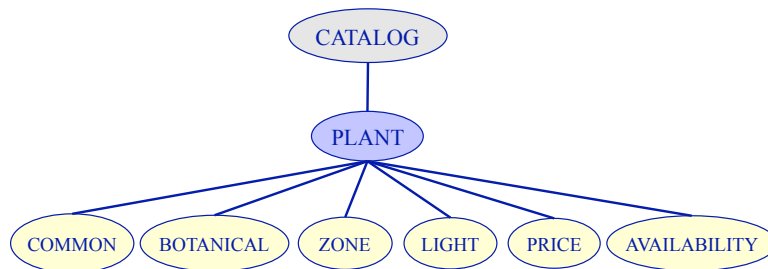 CATALOG
PLANT
COMMON BOTANICAL ZONE LIGHT PRICE AVAILABILITY